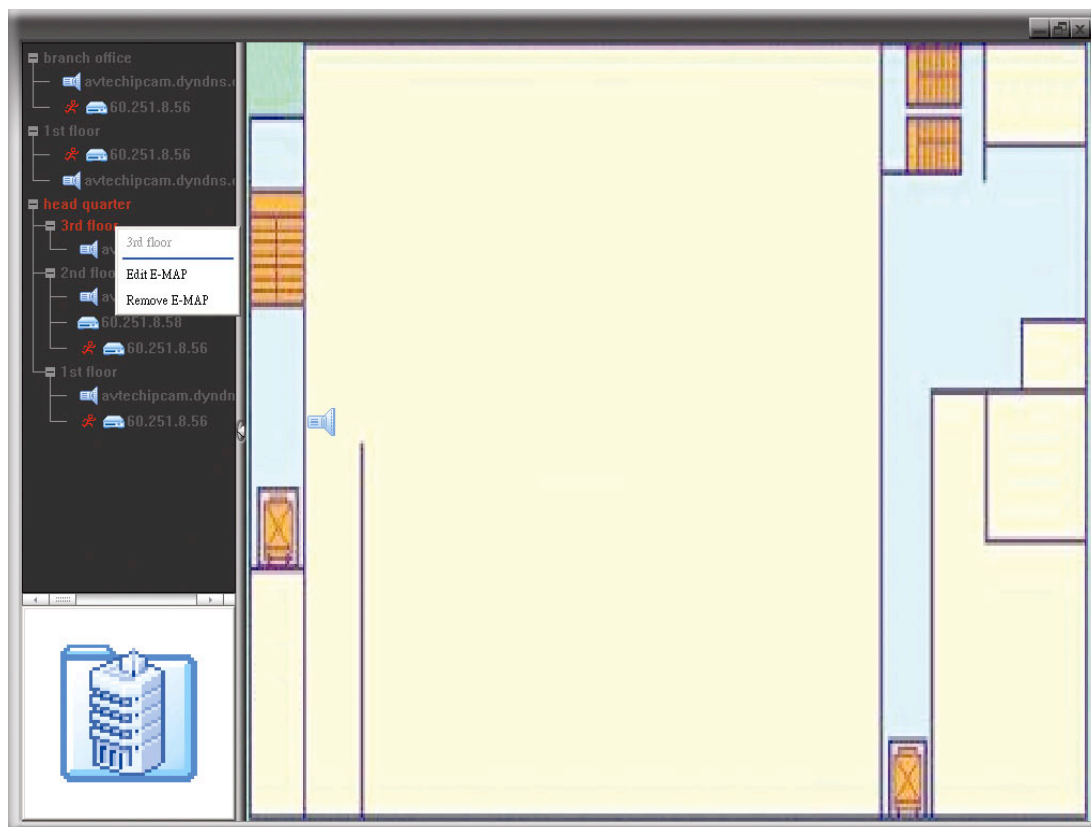 branch office
avtechipcam.dyndns.
60.251.8.56
1st floor
60.251.8.56
avtechipcam.dyndns.
head quarter
3rd floor
3rd floor
av
Edit E-MAP
2nd floo
av
Remove E-MAP
60.251.8.58
60.251.8.56
1st floor
avtechipcam.dyndn
60.251.8.56